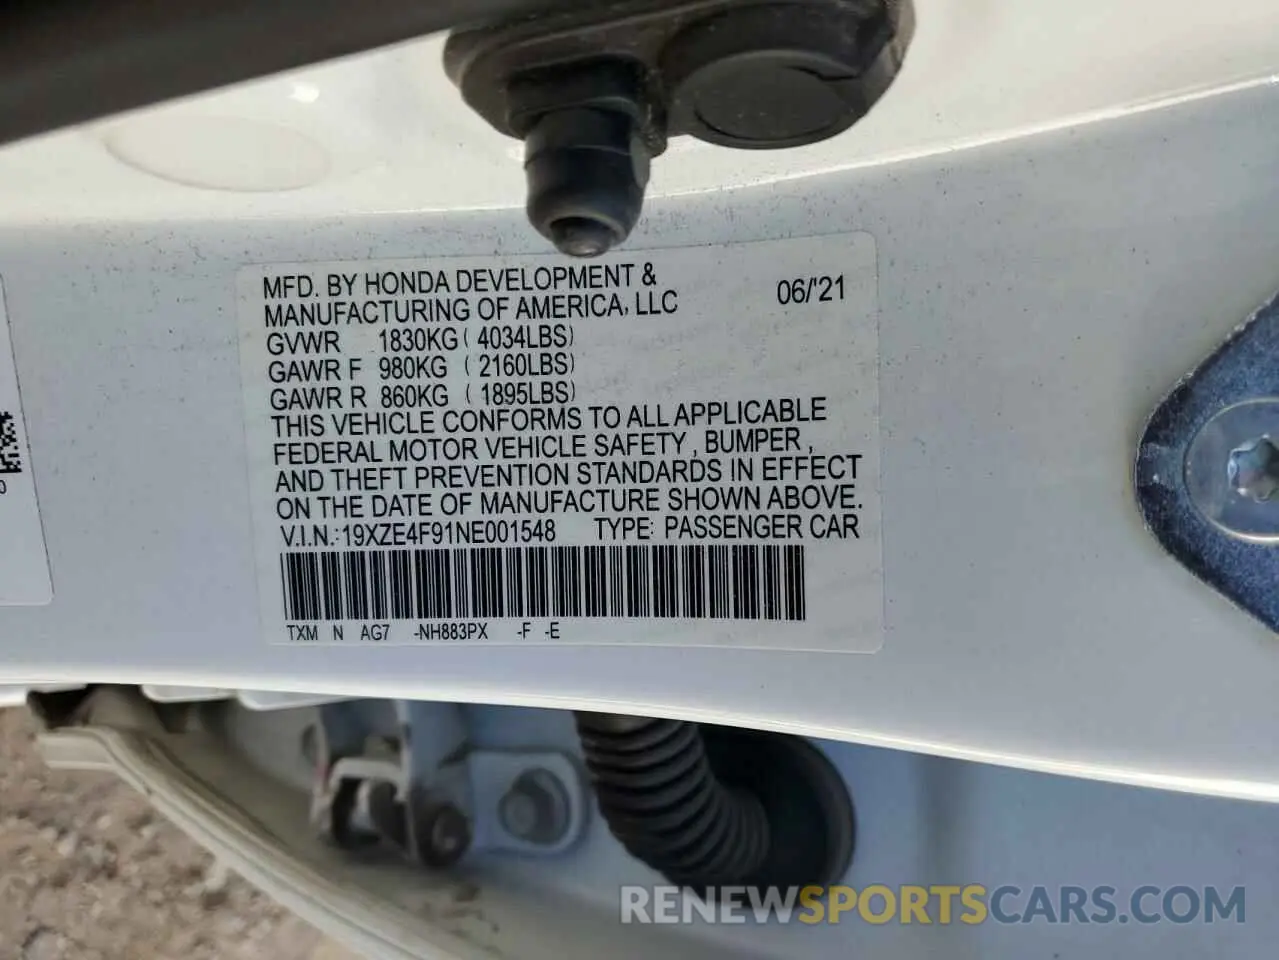 MFD. BY HONDA DEVELOPMENT &
MANUFACTURING OF AMERICA, LLC 06/'21
GVWR 1830KG ( 4034LBS)
GAWR F 980KG ( 2160LBS)
GAWR R 860KG ( 1895LBS)
THIS VEHICLE CONFORMS TO ALL APPLICABLE
FEDERAL MOTOR VEHICLE SAFETY , BUMPER ,
AND THEFT PREVENTION STANDARDS IN EFFECT
ON THE DATE OF MANUFACTURE SHOWN ABOVE.
V.I.N.:19XZE4F91NE001548 TYPE: PASSENGER CAR
TXM N AG7 -NH883PX -F -E
0
RENEWSPORTSCARS.COM